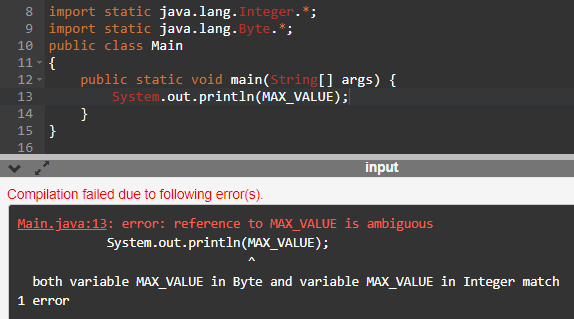 8 import static java.lang.Integer.*;
9 import static java.lang.Byte.*;
10 public class Main
11 {
12 public static void main(String[] args) {
13 System.out.println(MAX_VALUE);
14 }
15 }
16
input
Compilation failed due to following error(s).
Main.java:13: error: reference to MAX_VALUE is ambiguous
System.out.println(MAX_VALUE);
^
both variable MAX_VALUE in Byte and variable MAX_VALUE in Integer match
1 error